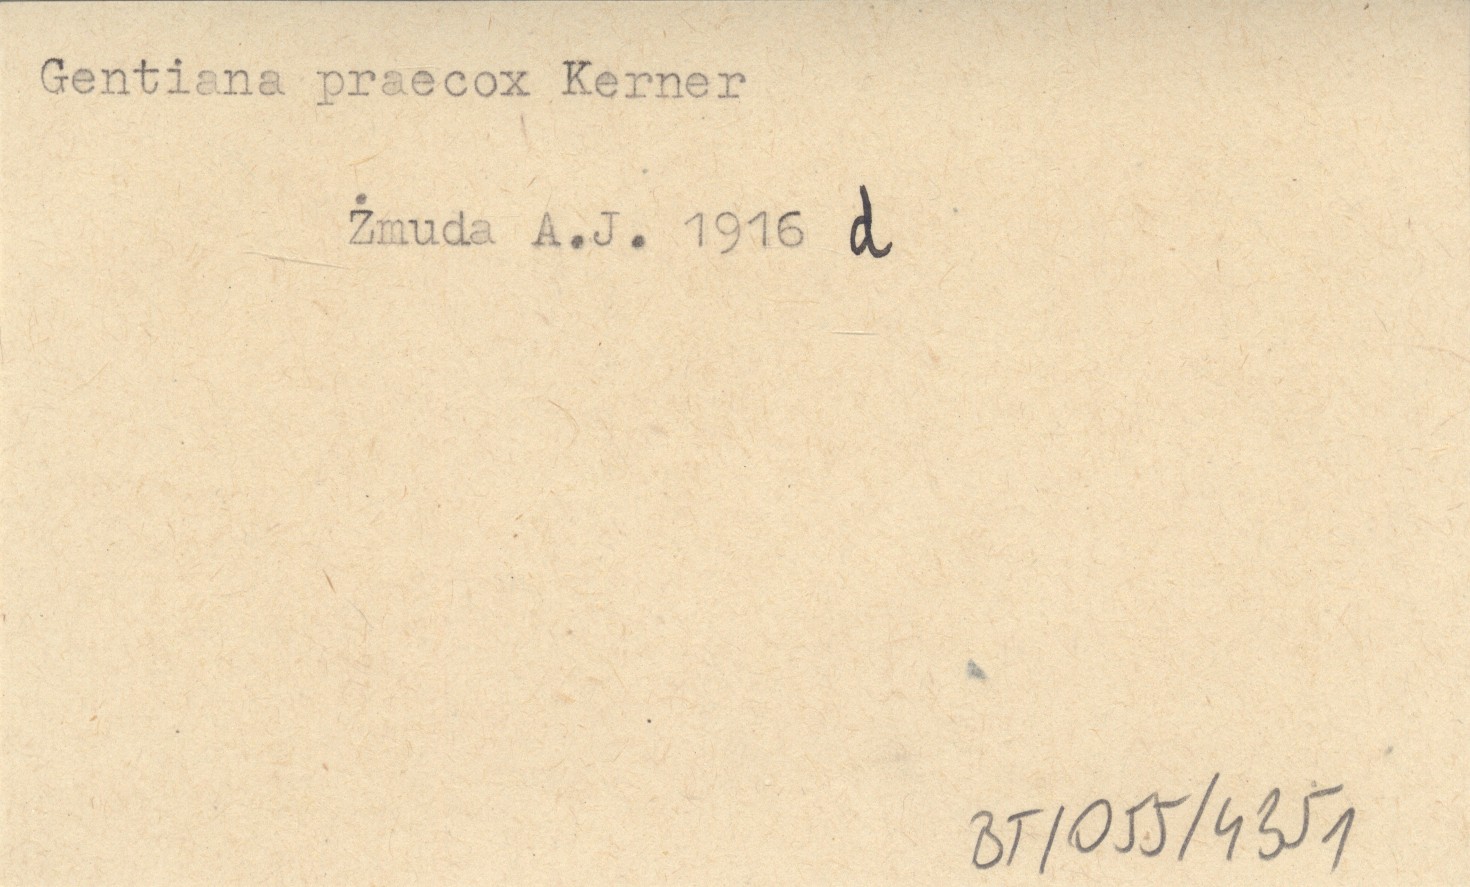 Gentiana praecox Kerner
Żmuda A.J. 1916 d
BT/055/4351